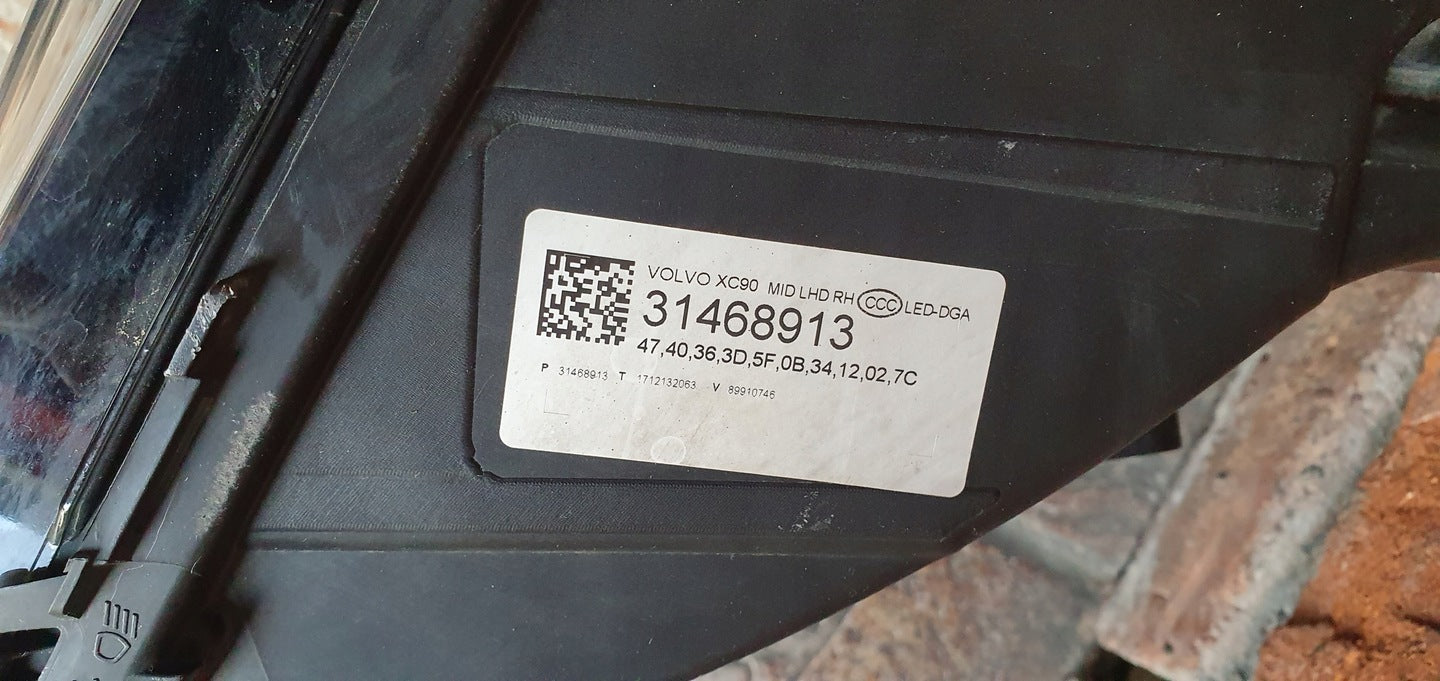 VOLVO XC90 MID LHD RH CCC LED-DGA
31468913
47,40,36,3D,5F,0B,34,12,02,7C
P 31468913 T 1712132063 V 89910746